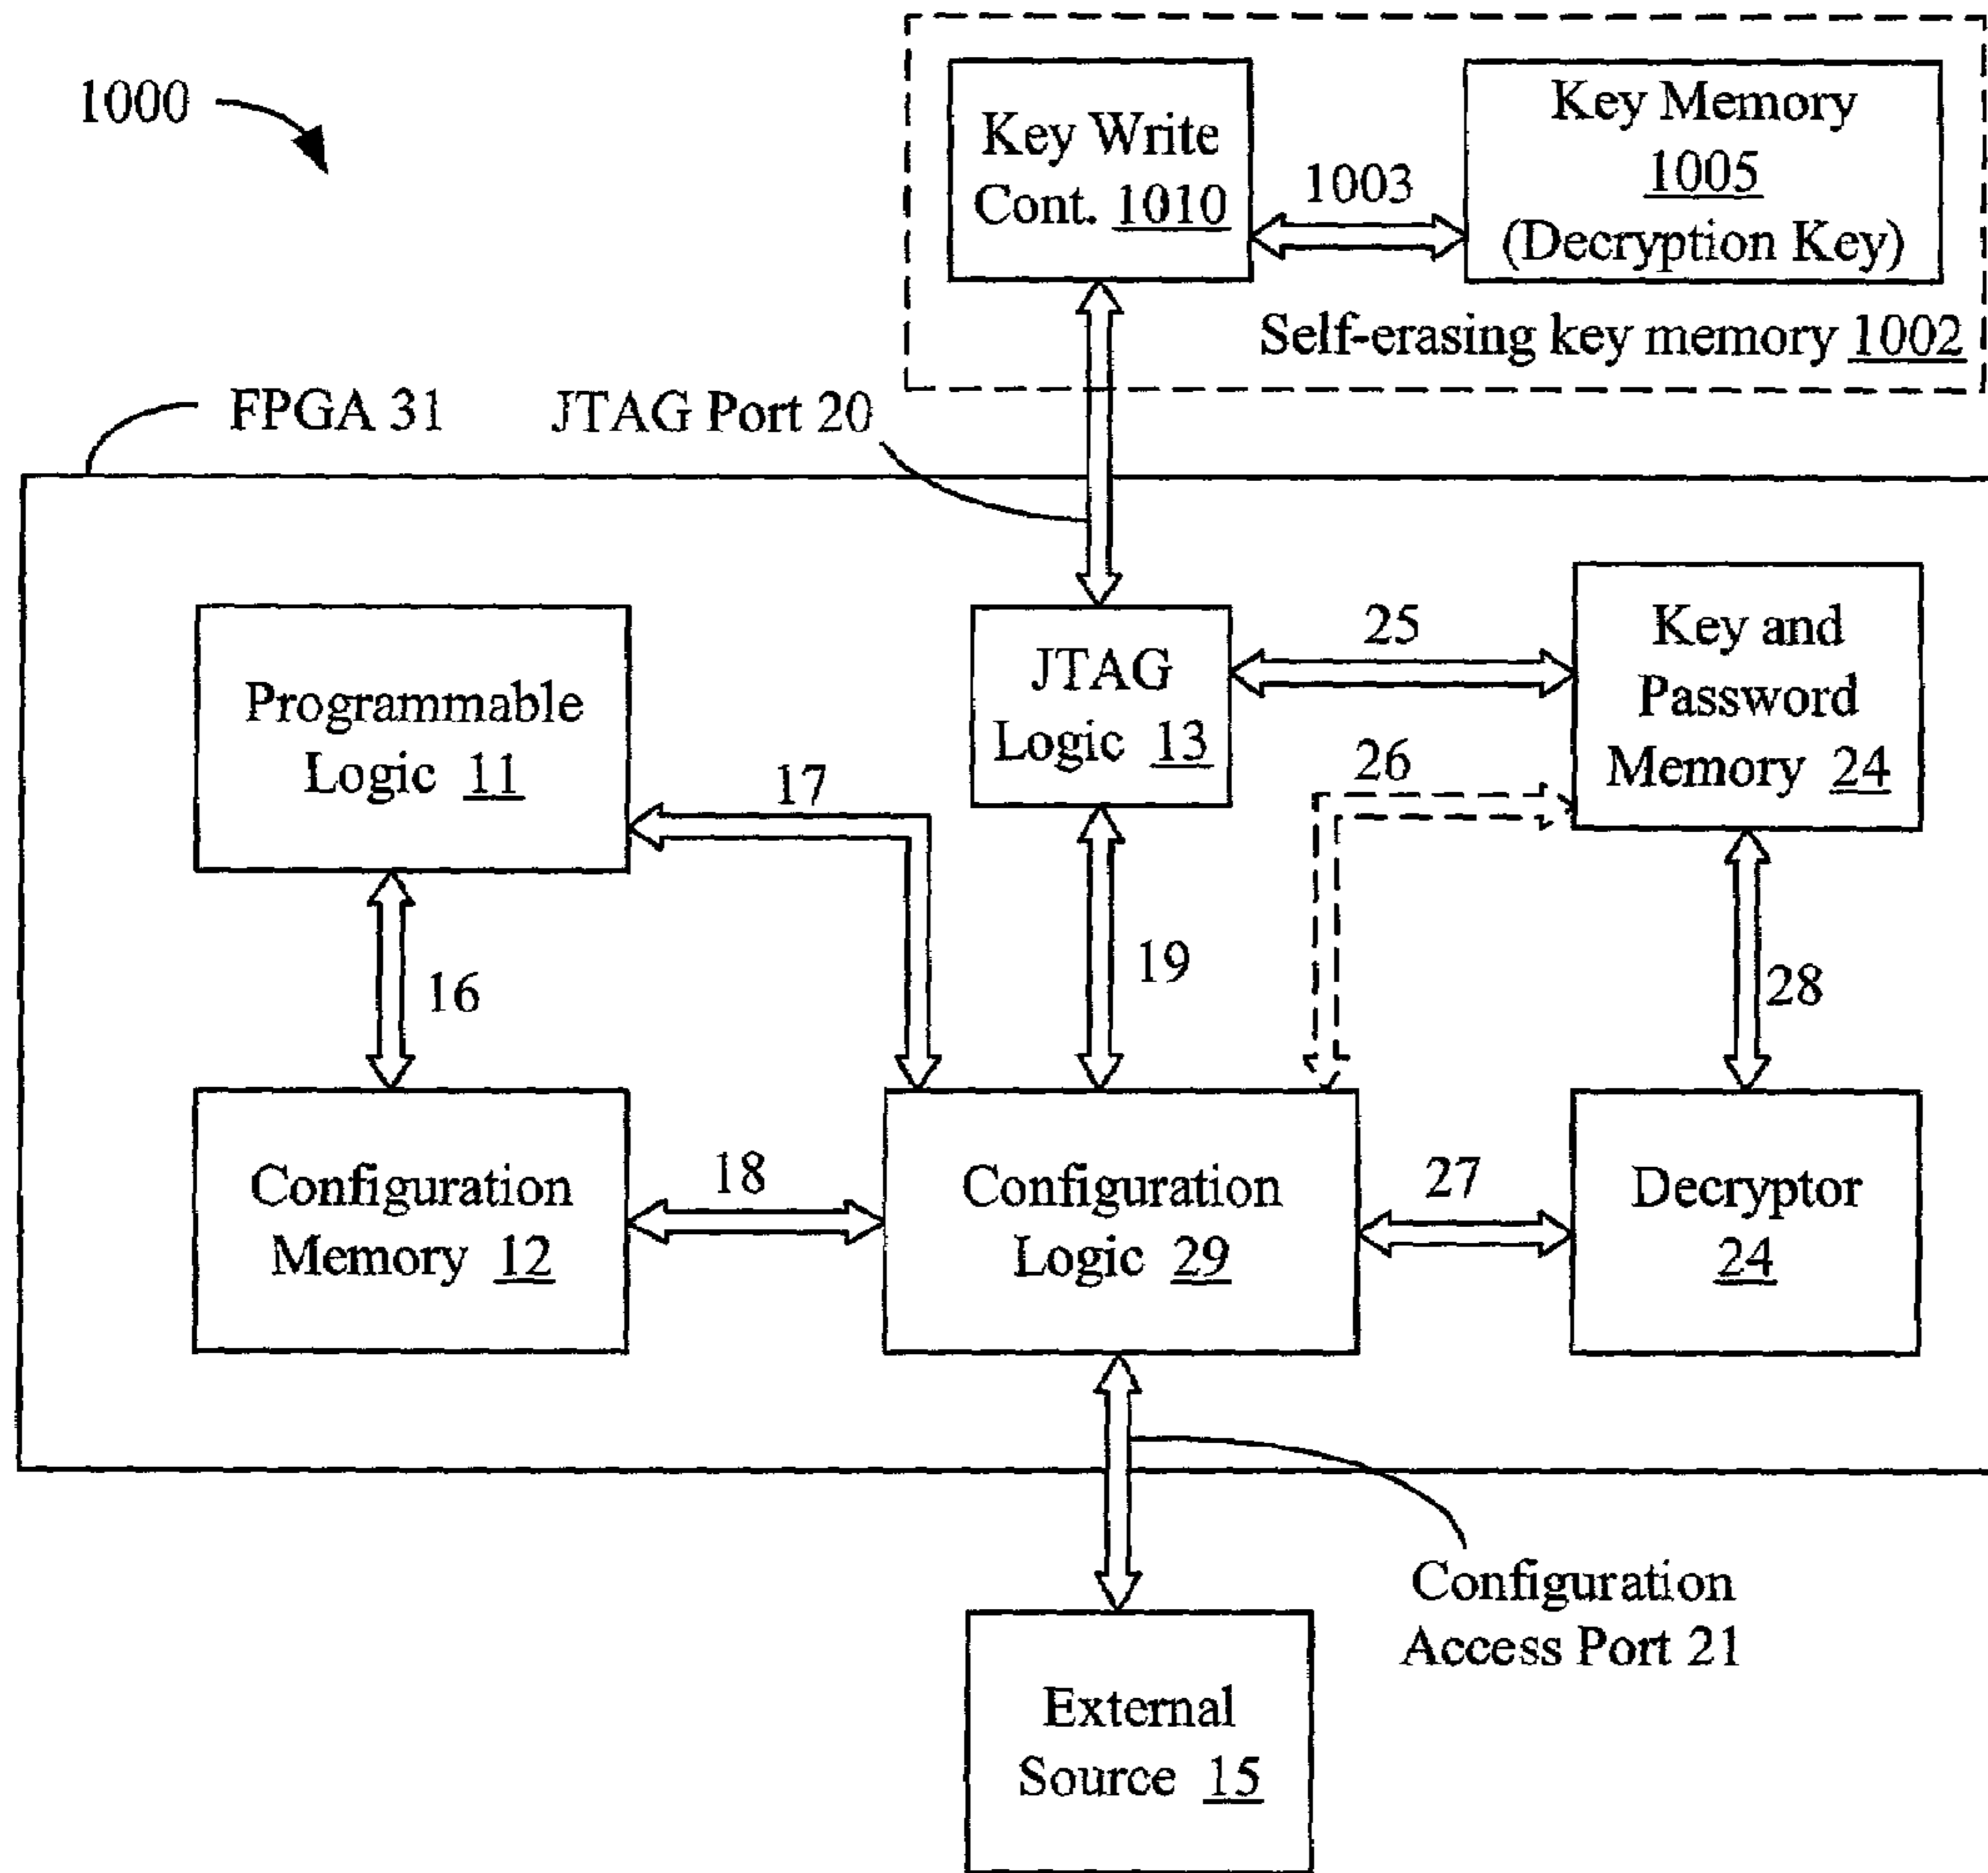 1000
Key Write
Cont. 1010
1003
Key Memory
1005
(Decryption Key)
Self-erasing key memory 1002
FPGA 31
JTAG Port 20
Programmable
Logic 11
JTAG
Logic 13
25
Key and
Password
Memory 24
17
26
16
19
28
Configuration
Memory 12
18
Configuration
Logic 29
27
Decryptor
24
Configuration
Access Port 21
External
Source 15